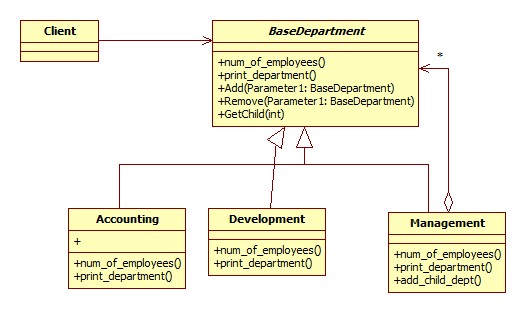 Client
BaseDepartment
+num_of_employees()
+print_department()
+Add(Parameter1: BaseDepartment)
+Remove(Parameter1: BaseDepartment)
+GetChild(int)
*
Accounting
+
+num_of_employees()
+print_department()
Development
+num_of_employees()
+print_department()
Management
+num_of_employees()
+print_department()
+add_child_dept()